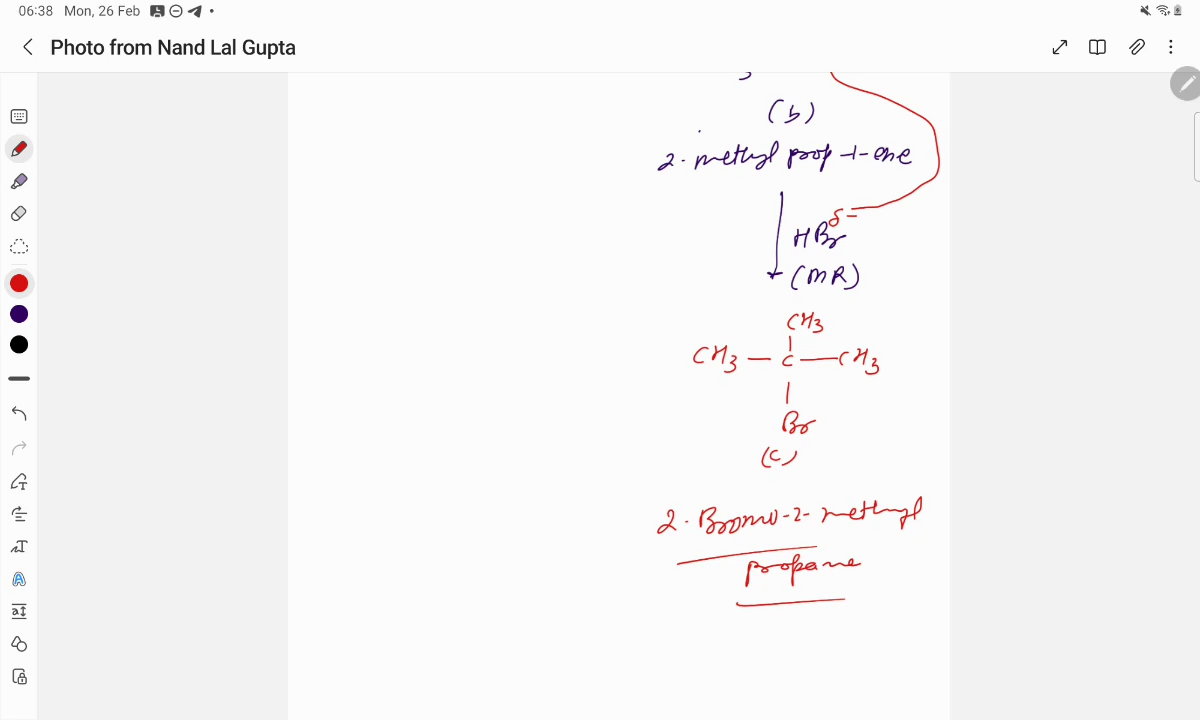 06:38 Mon, 26 Feb
Photo from Nand Lal Gupta
(b)
2-methyl prop-1-ene
HBr δ-
(MR)
CH3
CH3 — C — CH3
Br
(C)
2-Bromo-2-methyl
propane